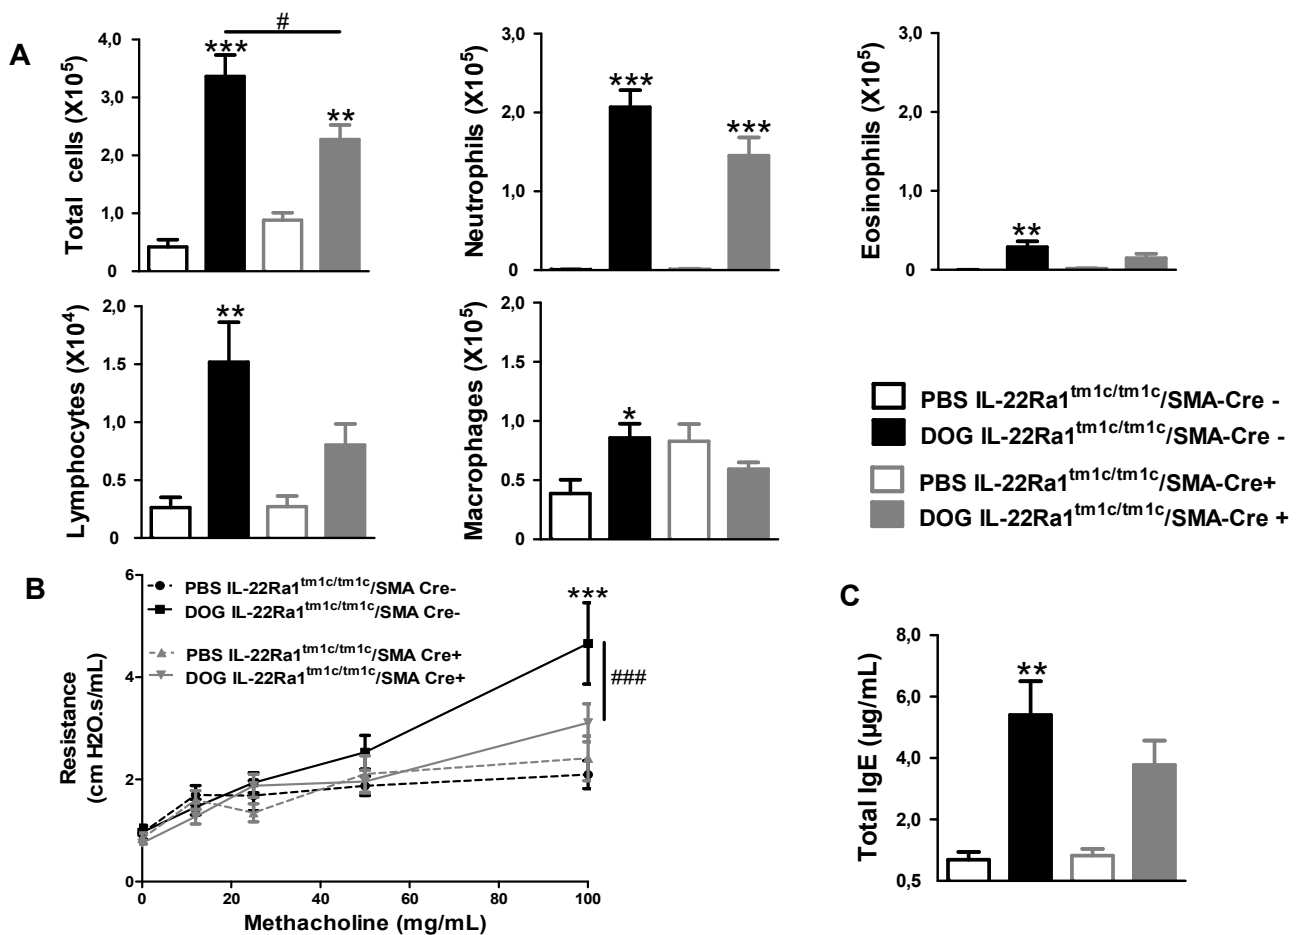 A
#
***
**
4,0
3,0
2,0
1,0
0
Total cells (X10⁵)
***
***
3,0
2,0
1,0
0
Neutrophils (X10⁵)
**
3,0
2,0
1,0
0
Eosinophils (X10⁵)
**
2,0
1.5
1.0
0.5
0
Lymphocytes (X10⁴)
*
2,0
1.5
1,0
0.5
0
Macrophages (X10⁵)
PBS IL-22Ra1tm1c/tm1c/SMA-Cre -
DOG IL-22Ra1tm1c/tm1c/SMA-Cre -
PBS IL-22Ra1tm1c/tm1c/SMA-Cre+
DOG IL-22Ra1tm1c/tm1c/SMA-Cre +
B
PBS IL-22Ra1tm1c/tm1c/SMA Cre-
DOG IL-22Ra1tm1c/tm1c/SMA Cre-
PBS IL-22Ra1tm1c/tm1c/SMA Cre+
DOG IL-22Ra1tm1c/tm1c/SMA Cre+
***
###
6
4
2
0
Resistance
(cm H2O.s/mL)
0 20 40 60 80 100
Methacholine (mg/mL)
C
**
8,0
6,0
4,0
2,0
0,5
Total IgE (µg/mL)